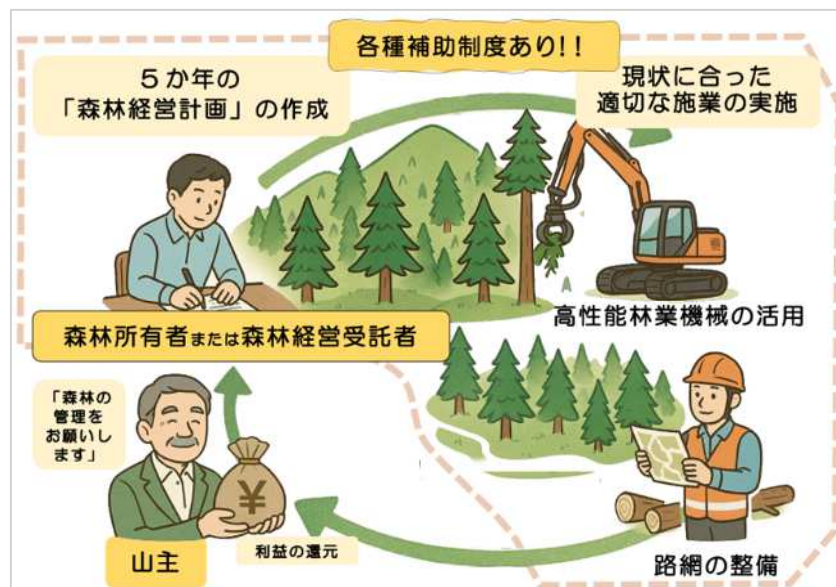 各種補助制度あり!!
5か年の
「森林経営計画」の作成
現状に合った
適切な施業の実施
高性能林業機械の活用
森林所有者または森林経営受託者
「森林の
管理を
お願いし
ます」
山主
利益の還元
路網の整備